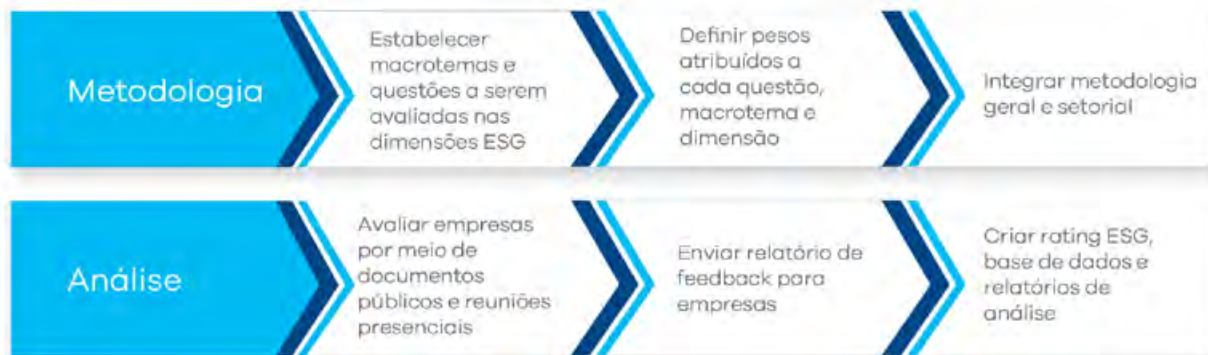 Metodologia
Estabelecer
macrotemas e
questões a serem
avaliadas nas
dimensões ESG
Definir pesos
atribuídos a
cada questão,
macrotema e
dimensão
Integrar metodologia
geral e setorial
Análise
Avaliar empresas
por meio de
documentos
públicos e reuniões
presenciais
Enviar relatório de
feedback para
empresas
Criar rating ESG,
base de dados e
relatórios de
análise